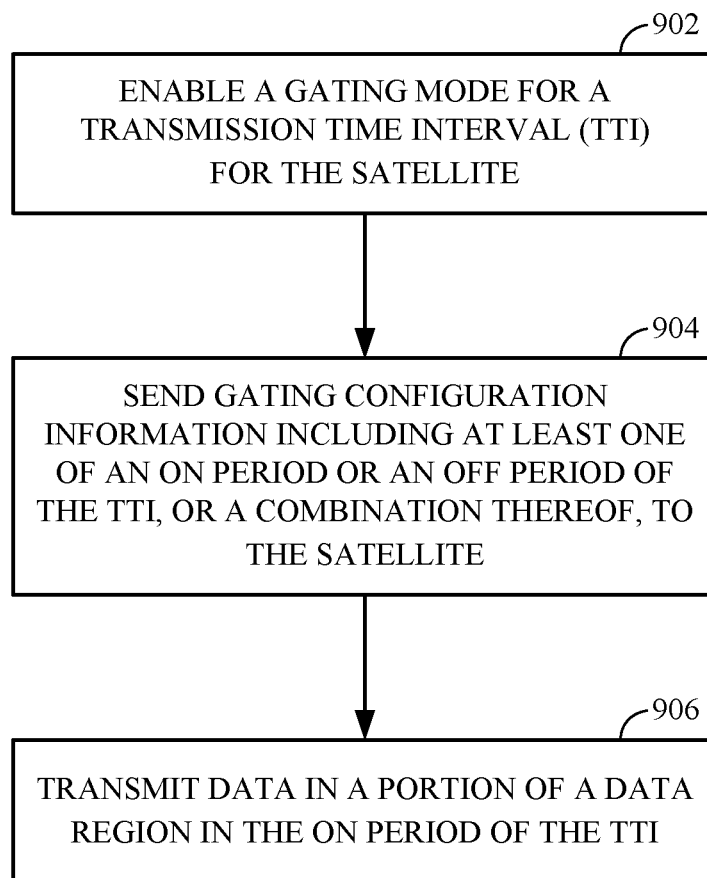 902
ENABLE A GATING MODE FOR A
TRANSMISSION TIME INTERVAL (TTI)
FOR THE SATELLITE
904
SEND GATING CONFIGURATION
INFORMATION INCLUDING AT LEAST ONE
OF AN ON PERIOD OR AN OFF PERIOD OF
THE TTI, OR A COMBINATION THEREOF, TO
THE SATELLITE
906
TRANSMIT DATA IN A PORTION OF A DATA
REGION IN THE ON PERIOD OF THE TTI